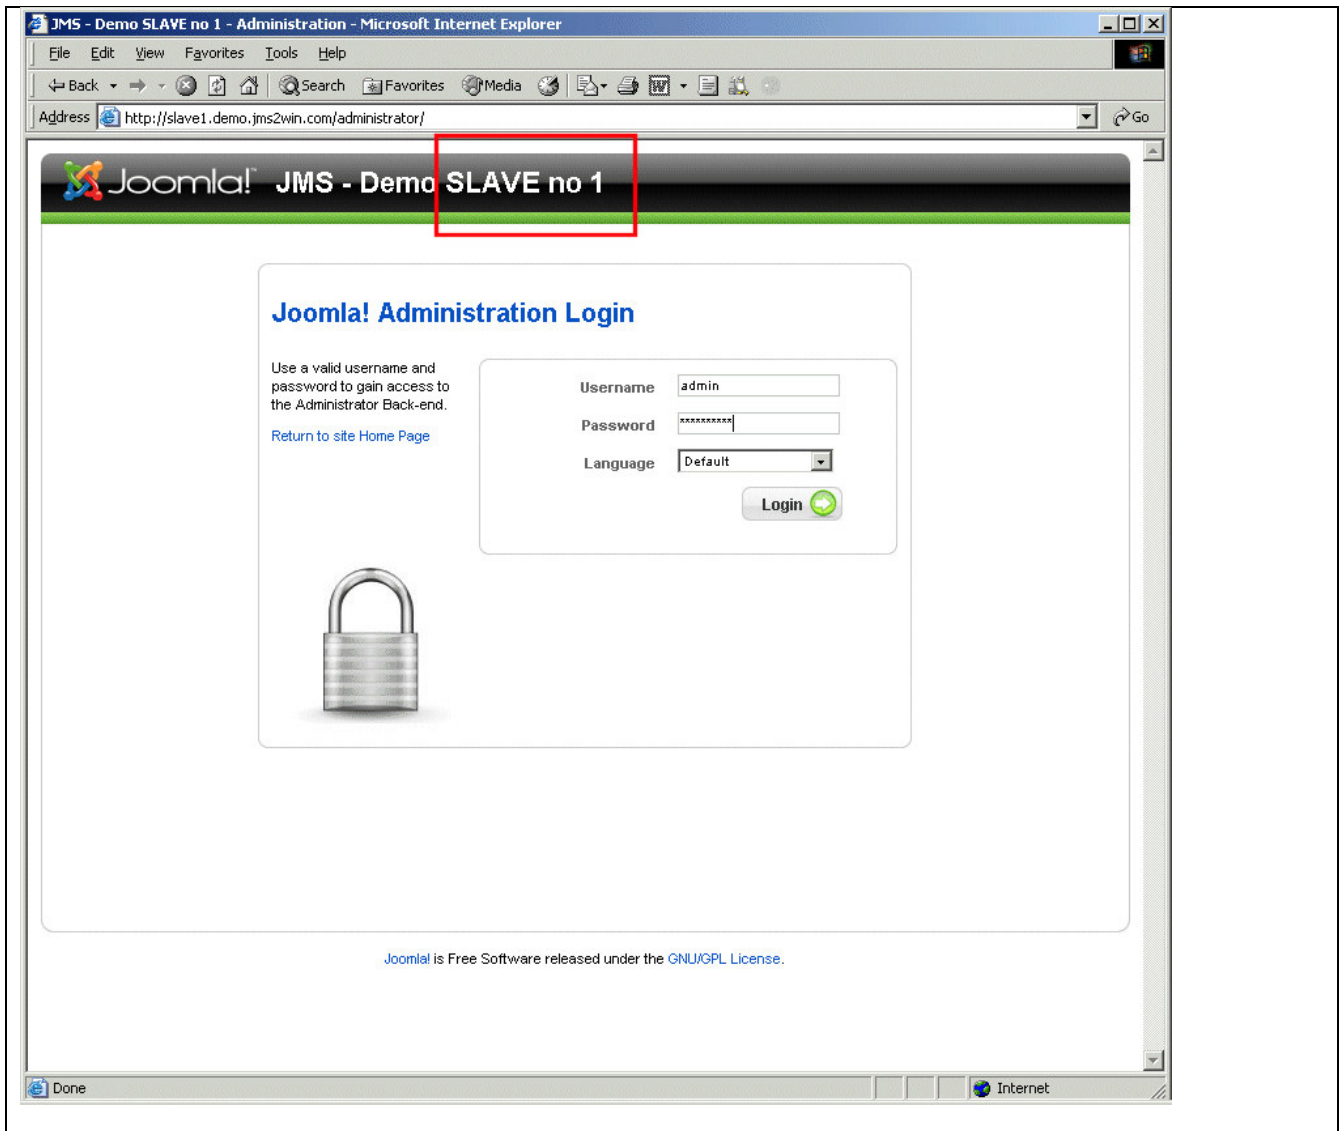 JMS - Demo SLAVE no 1 - Administration - Microsoft Internet Explorer
File Edit View Favorites Tools Help
Back Search Favorites Media
Address http://slave1.demo.jms2win.com/administrator/ Go
Joomla!™ JMS - Demo SLAVE no 1
Joomla! Administration Login
Use a valid username and
password to gain access to
the Administrator Back-end.
Return to site Home Page
Username admin
Password **********
Language Default
Login
Joomla! is Free Software released under the GNU/GPL License.
Done Internet